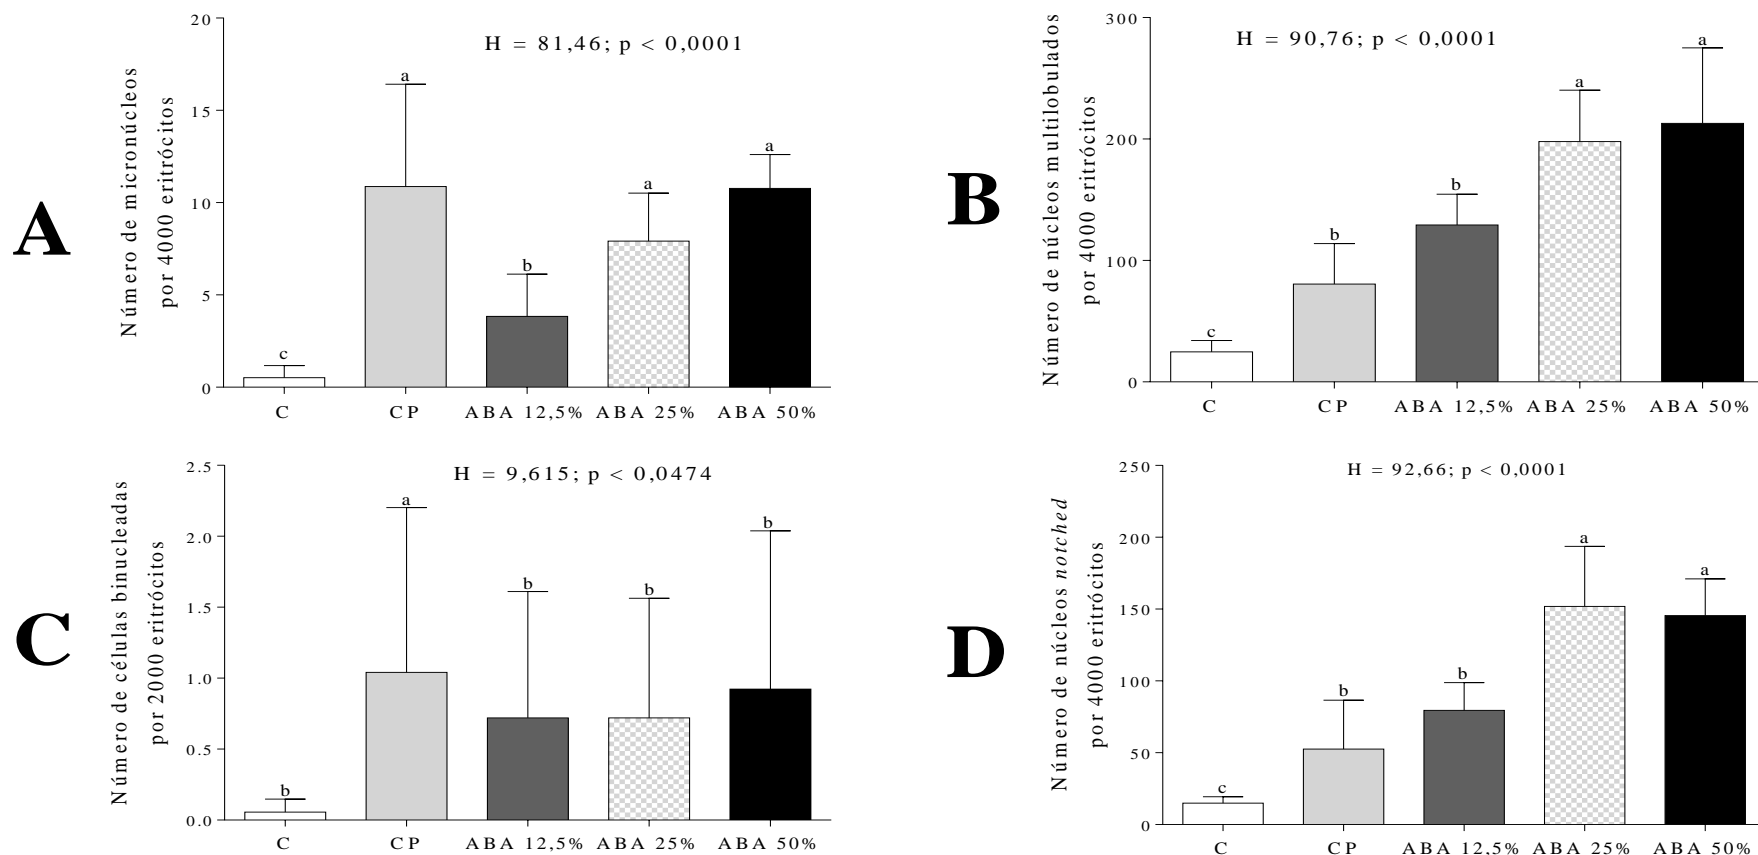 A
Número de micronúcleos
por 4000 eritrócitos
20
15
10
5
0
H = 81,46; p < 0,0001
c
a
b
a
a
C
CP
ABA 12,5%
ABA 25%
ABA 50%
B
Número de núcleos multilobulados
por 4000 eritrócitos
300
200
100
0
H = 90,76; p < 0,0001
c
b
b
a
a
C
CP
ABA 12,5%
ABA 25%
ABA 50%
C
Número de células binucleadas
por 2000 eritrócitos
2.5
2.0
1.5
1.0
0.5
0.0
H = 9,615; p < 0,0474
b
a
b
b
b
C
CP
ABA 12,5%
ABA 25%
ABA 50%
D
Número de núcleos notched
por 4000 eritrócitos
250
200
150
100
50
0
H = 92,66; p < 0,0001
c
b
b
a
a
C
CP
ABA 12,5%
ABA 25%
ABA 50%